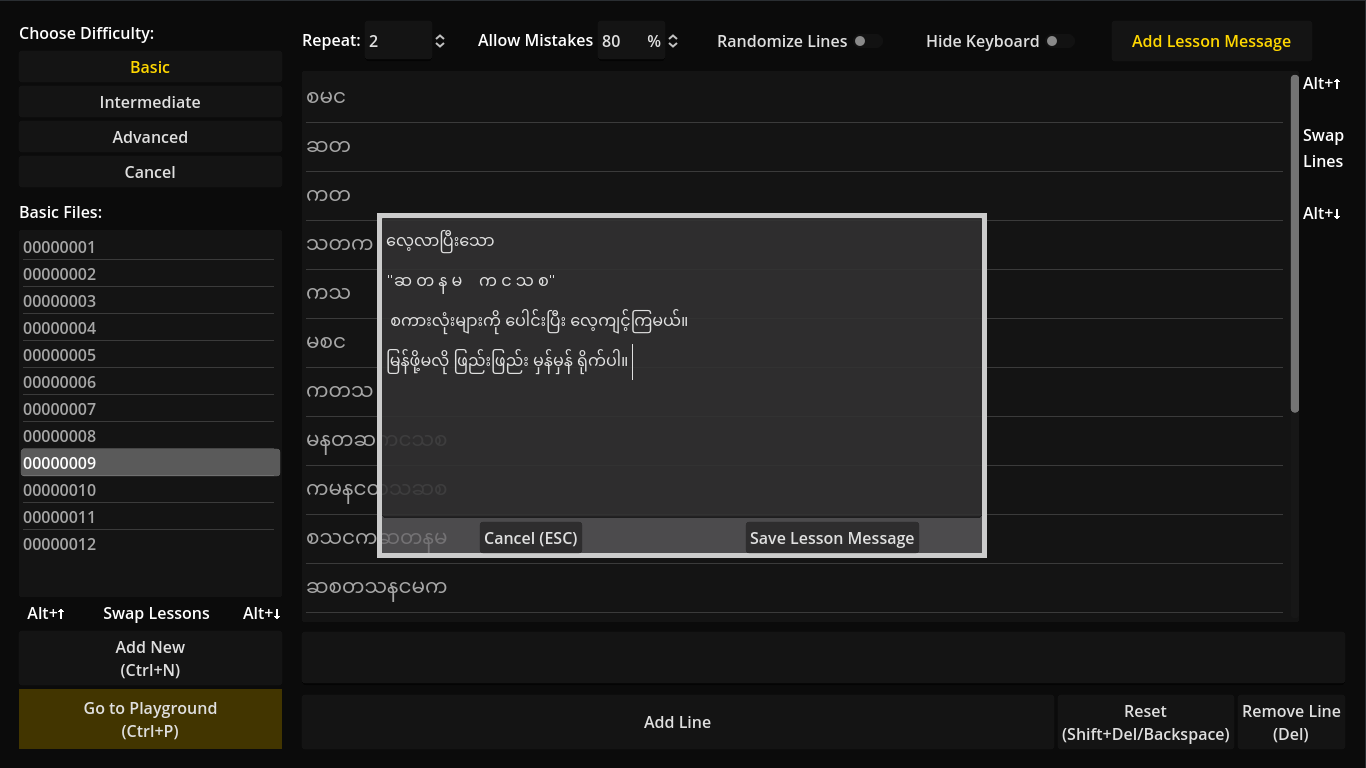 Choose Difficulty:
Basic
Intermediate
Advanced
Cancel
Basic Files:
00000001
00000002
00000003
00000004
00000005
00000006
00000007
00000008
00000009
00000010
00000011
00000012
Alt+↑ Swap Lessons Alt+↓
Add New
(Ctrl+N)
Go to Playground
(Ctrl+P)
Repeat: 2 Allow Mistakes 80 % Randomize Lines Hide Keyboard Add Lesson Message
စမင
ဆတ
ကတ
သတက
ကသ
မစင
ကတသ
မနတဆကငသစ
ကမနငတသဆစ
စသငကဆတနမ
ဆစတသနငမက
လေ့လာပြီးသော
"ဆ တ န မ က င သ စ"
စကားလုံးများကို ပေါင်းပြီး လေ့ကျင့်ကြမယ်။
မြန်ဖို့မလို ဖြည်းဖြည်း မှန်မှန် ရိုက်ပါ။
Cancel (ESC) Save Lesson Message
Alt+↑
Swap
Lines
Alt+↓
Add Line
Reset
(Shift+Del/Backspace)
Remove Line
(Del)